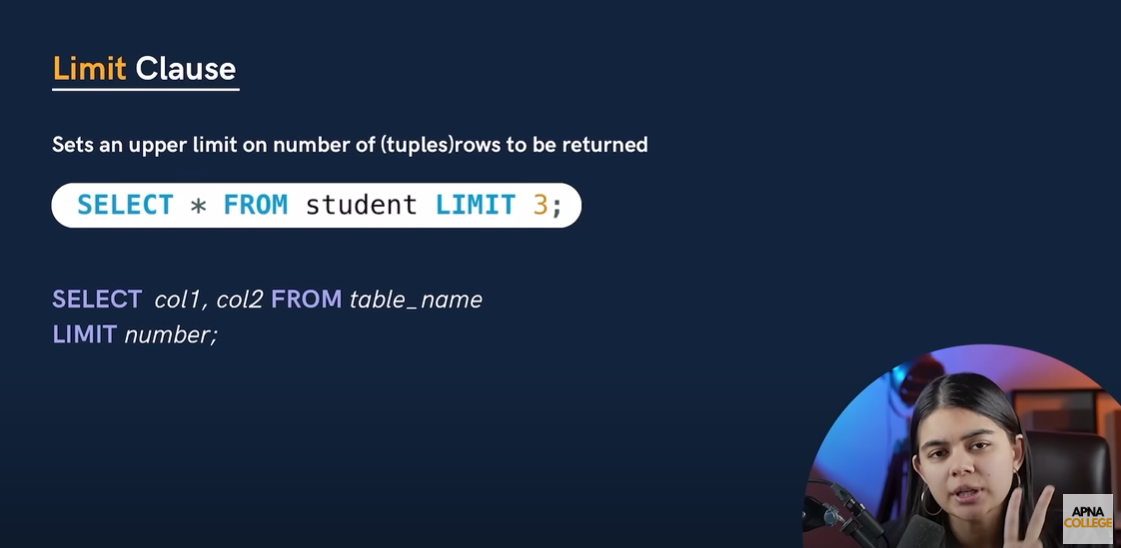 Limit Clause
Sets an upper limit on number of (tuples)rows to be returned
SELECT * FROM student LIMIT 3;
SELECT col1, col2 FROM table_name
LIMIT number;
APNA
COLLEGE